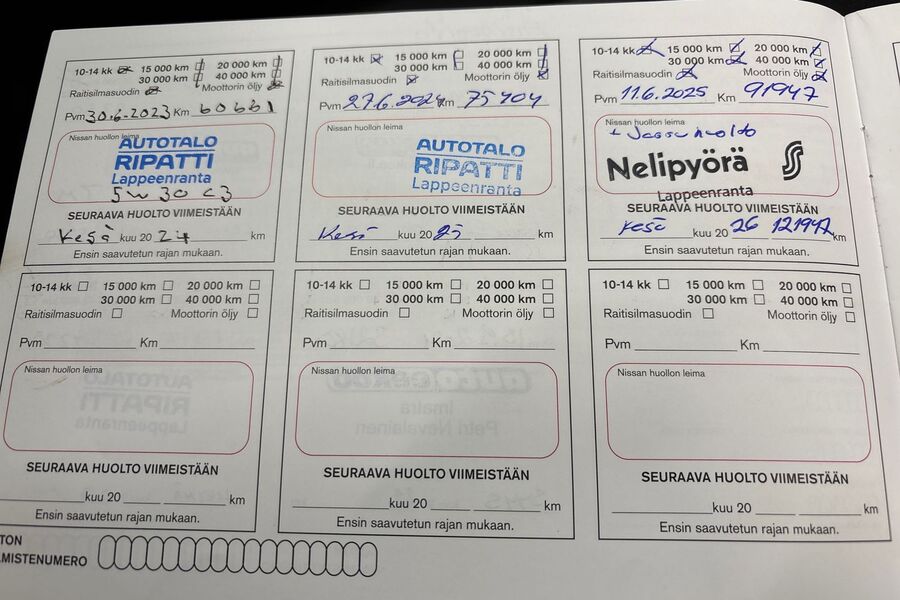 10-14 kk 15 000 km 20 000 km
30 000 km 40 000 km
Raitisilmasuodin Moottorin öljy
Pvm 30.6.2023 Km 60661
Nissan huollon leima
AUTOTALO
RIPATTI
Lappeenranta
5W30 C3
SEURAAVA HUOLTO VIIMEISTÄÄN
Kesä kuu 20 24 km
Ensin saavutetun rajan mukaan.
10-14 kk 15 000 km 20 000 km
30 000 km 40 000 km
Raitisilmasuodin Moottorin öljy
Pvm 27.6.2024 Km 75404
Nissan huollon leima
AUTOTALO
RIPATTI
Lappeenranta
SEURAAVA HUOLTO VIIMEISTÄÄN
Kesä kuu 20 25 km
Ensin saavutetun rajan mukaan.
10-14 kk 15 000 km 20 000 km
30 000 km 40 000 km
Raitisilmasuodin Moottorin öljy
Pvm 11.6.2025 Km 91947
Nissan huollon leima
+ Jarruhuolto
Nelipyörä
Lappeenranta
SEURAAVA HUOLTO VIIMEISTÄÄN
kesä kuu 20 26 121947 km
Ensin saavutetun rajan mukaan.
10-14 kk 15 000 km 20 000 km
30 000 km 40 000 km
Raitisilmasuodin Moottorin öljy
Pvm Km
Nissan huollon leima
SEURAAVA HUOLTO VIIMEISTÄÄN
kuu 20 km
Ensin saavutetun rajan mukaan.
10-14 kk 15 000 km 20 000 km
30 000 km 40 000 km
Raitisilmasuodin Moottorin öljy
Pvm Km
Nissan huollon leima
SEURAAVA HUOLTO VIIMEISTÄÄN
kuu 20 km
Ensin saavutetun rajan mukaan.
10-14 kk 15 000 km 20 000 km
30 000 km 40 000 km
Raitisilmasuodin Moottorin öljy
Pvm Km
Nissan huollon leima
SEURAAVA HUOLTO VIIMEISTÄÄN
kuu 20 km
Ensin saavutetun rajan mukaan.
TON
MISTENUMERO